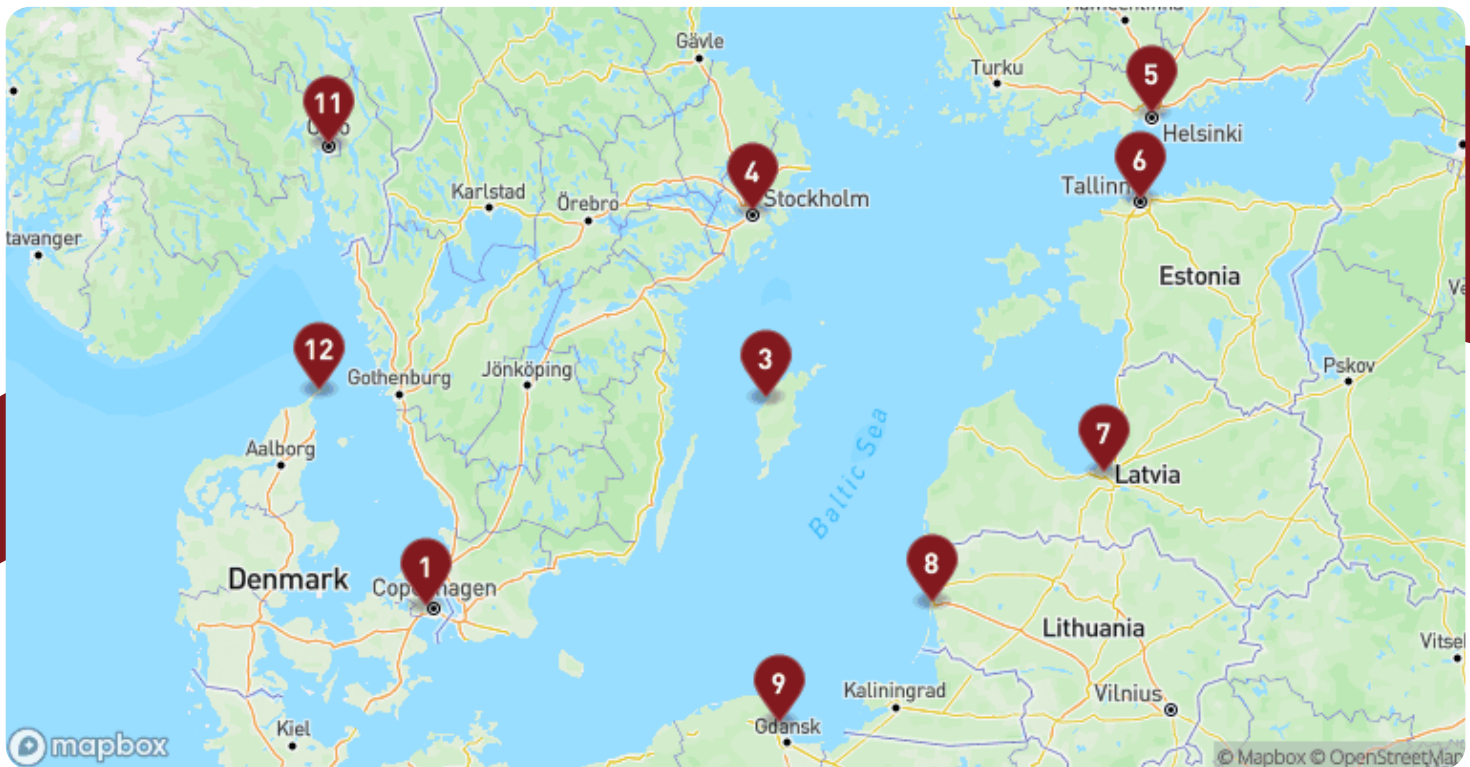 Gävle
Turku
5
11
Helsinki
6
4
Tallinn
Karlstad
Örebro
Stockholm
tavanger
Estonia
12
3
Gothenburg
Jönköping
Pskov
7
Aalborg
Latvia
Baltic Sea
8
1
Denmark
Copenhagen
Lithuania
9
Kaliningrad
Vilnius
Gdansk
Kiel
mapbox
© Mapbox © OpenStreetMap